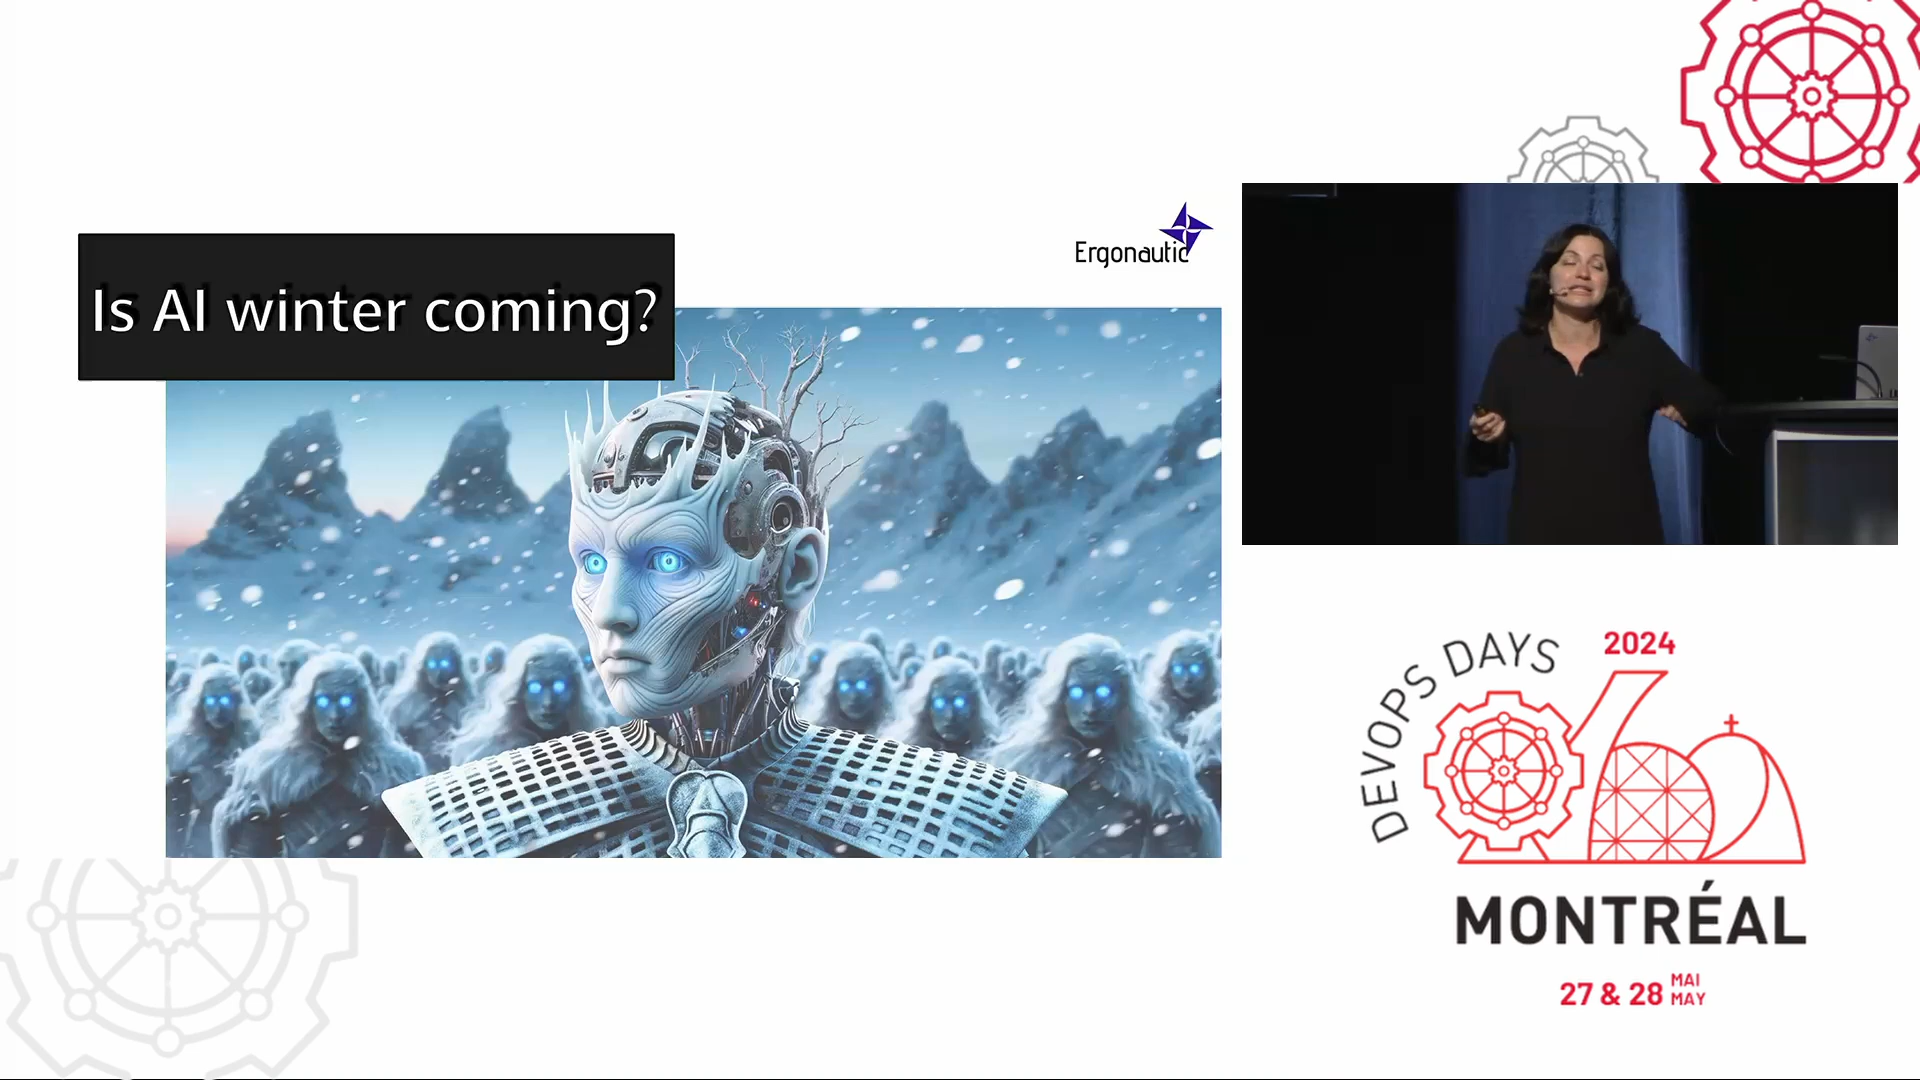 Is AI winter coming?
Ergonautic
DEVOPS DAYS
2024
MONTRÉAL
27 & 28 MAI
MAY